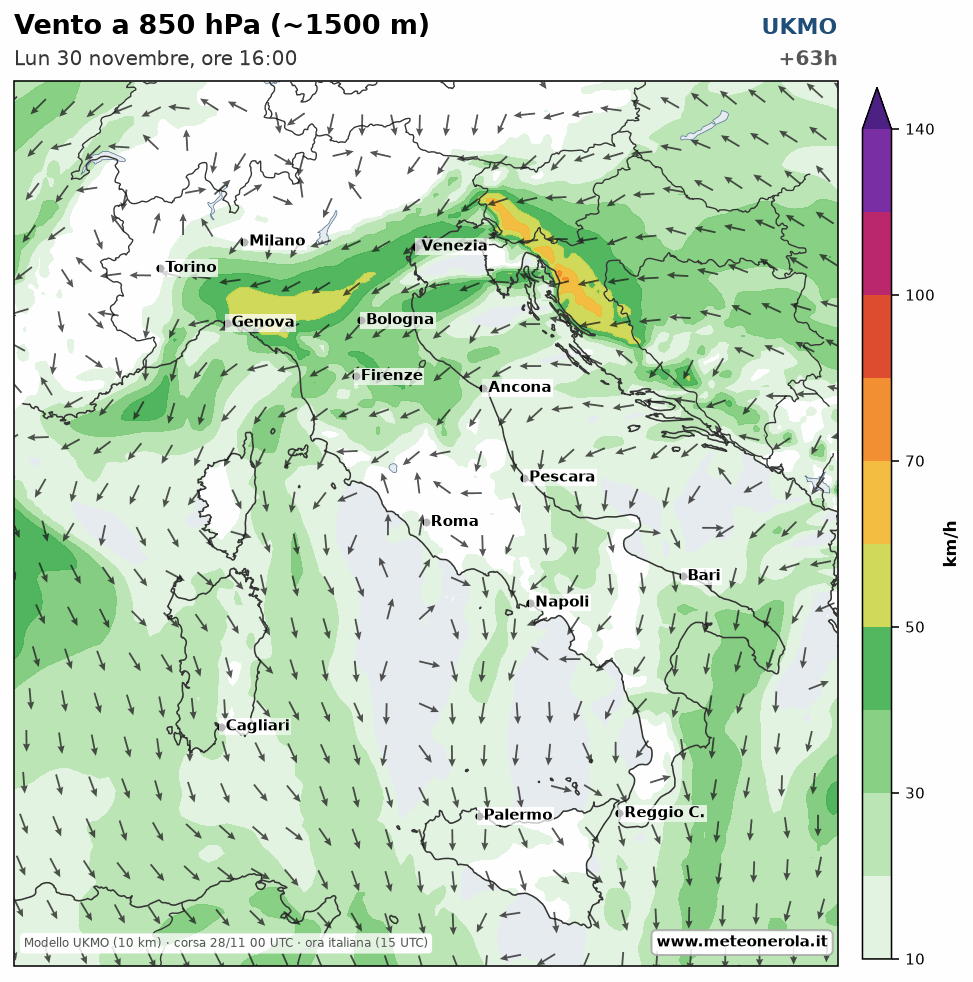 Vento a 850 hPa (~1500 m)
UKMO
Lun 30 novembre, ore 16:00
+63h
140
Milano
Venezia
Torino
100
Genova
Bologna
Firenze
Ancona
70
Pescara
Roma
km/h
Bari
Napoli
50
Cagliari
30
Palermo
Reggio C.
Modello UKMO (10 km) · corsa 28/11 00 UTC · ora italiana (15 UTC)
www.meteonerola.it
10